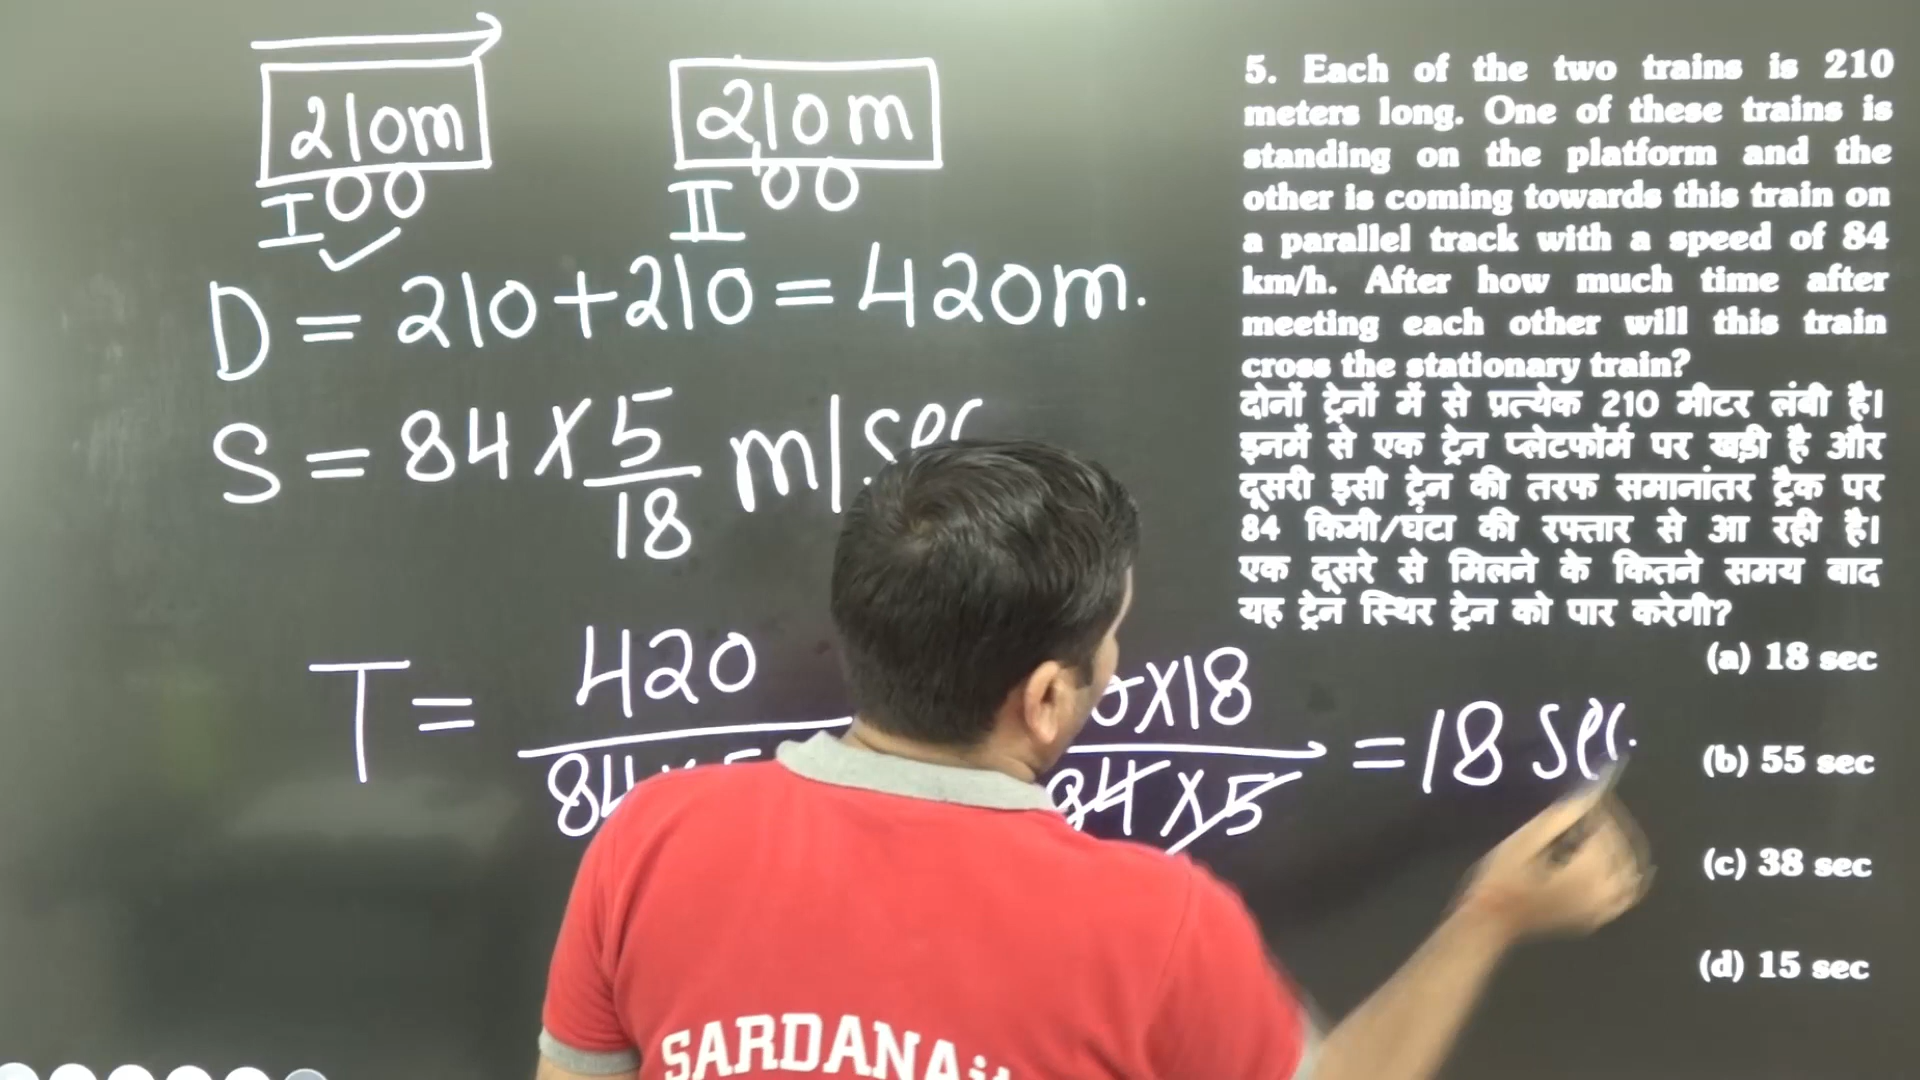 210m
210m
I
II
D = 210+210 = 420m.
S = 84 × 5/18 m/sec
T = 420
×18
84×5
= 18 Sec.
5. Each of the two trains is 210
meters long. One of these trains is
standing on the platform and the
other is coming towards this train on
a parallel track with a speed of 84
km/h. After how much time after
meeting each other will this train
cross the stationary train?
दोनों ट्रेनों में से प्रत्येक 210 मीटर लंबी है।
इनमें से एक ट्रेन प्लेटफॉर्म पर खड़ी है और
दूसरी इसी ट्रेन की तरफ समानांतर ट्रैक पर
84 किमी/घंटा की रफ्तार से आ रही है।
एक दूसरे से मिलने के कितने समय बाद
यह ट्रेन स्थिर ट्रेन को पार करेगी?
(a) 18 sec
(b) 55 sec
(c) 38 sec
(d) 15 sec
SARDANA